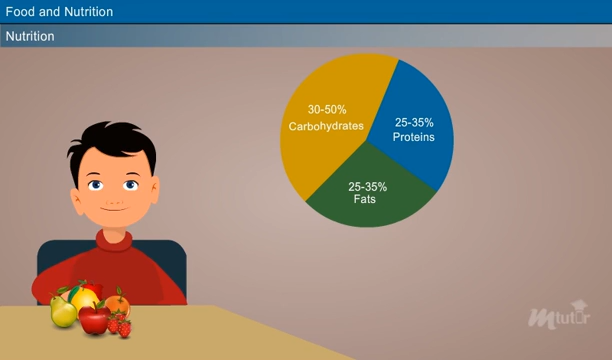 Food and Nutrition
Nutrition
30-50%
Carbohydrates
25-35%
Proteins
25-35%
Fats
Mtutor